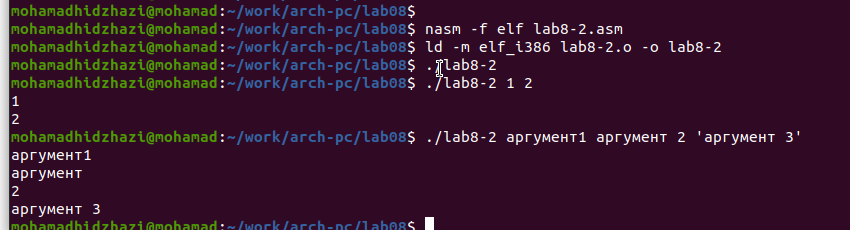 mohamadhidzhazi@mohamad:~/work/arch-pc/lab08$
mohamadhidzhazi@mohamad:~/work/arch-pc/lab08$ nasm -f elf lab8-2.asm
mohamadhidzhazi@mohamad:~/work/arch-pc/lab08$ ld -m elf_i386 lab8-2.o -o lab8-2
mohamadhidzhazi@mohamad:~/work/arch-pc/lab08$ ./lab8-2
mohamadhidzhazi@mohamad:~/work/arch-pc/lab08$ ./lab8-2 1 2
1
2
mohamadhidzhazi@mohamad:~/work/arch-pc/lab08$ ./lab8-2 аргумент1 аргумент 2 'аргумент 3'
аргумент1
аргумент
2
аргумент 3
mohamadhidzhazi@mohamad:~/work/arch-pc/lab08$